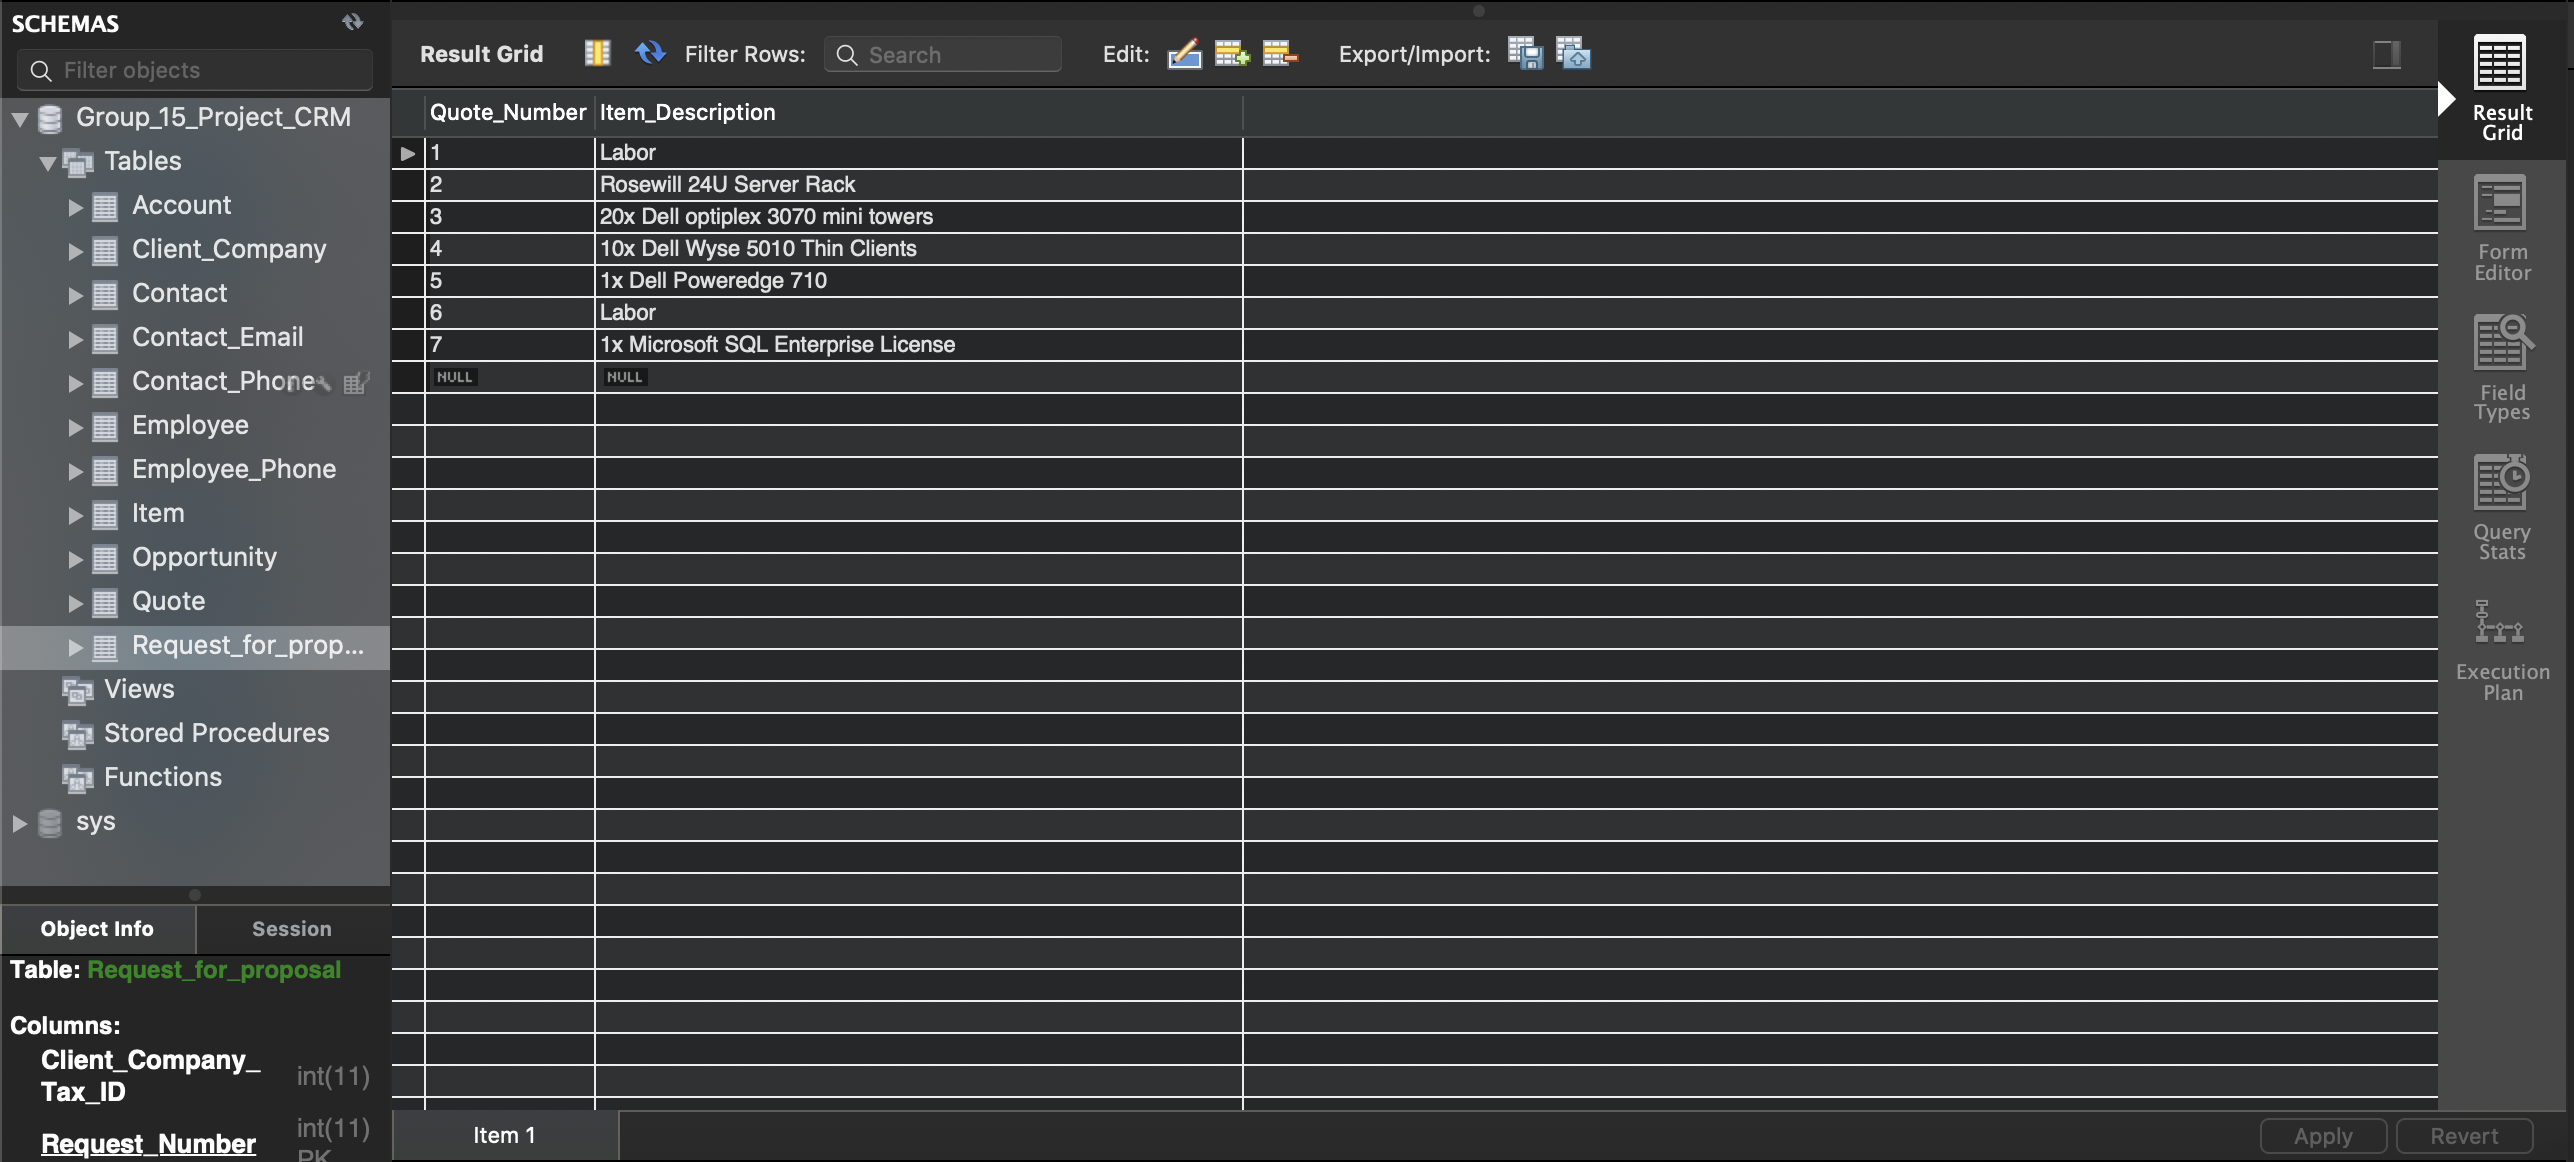 SCHEMAS
Filter objects
Group_15_Project_CRM
Tables
Account
Client_Company
Contact
Contact_Email
Contact_Phone
Employee
Employee_Phone
Item
Opportunity
Quote
Request_for_prop...
Views
Stored Procedures
Functions
sys
Object Info Session
Table: Request_for_proposal
Columns:
Client_Company_
Tax_ID int(11)
Request_Number int(11)
PK
Result Grid Filter Rows: Search Edit: Export/Import:
Quote_Number Item_Description
1 Labor
2 Rosewill 24U Server Rack
3 20x Dell optiplex 3070 mini towers
4 10x Dell Wyse 5010 Thin Clients
5 1x Dell Poweredge 710
6 Labor
7 1x Microsoft SQL Enterprise License
NULL NULL
Item 1
Apply Revert
Result
Grid
Form
Editor
Field
Types
Query
Stats
Execution
Plan